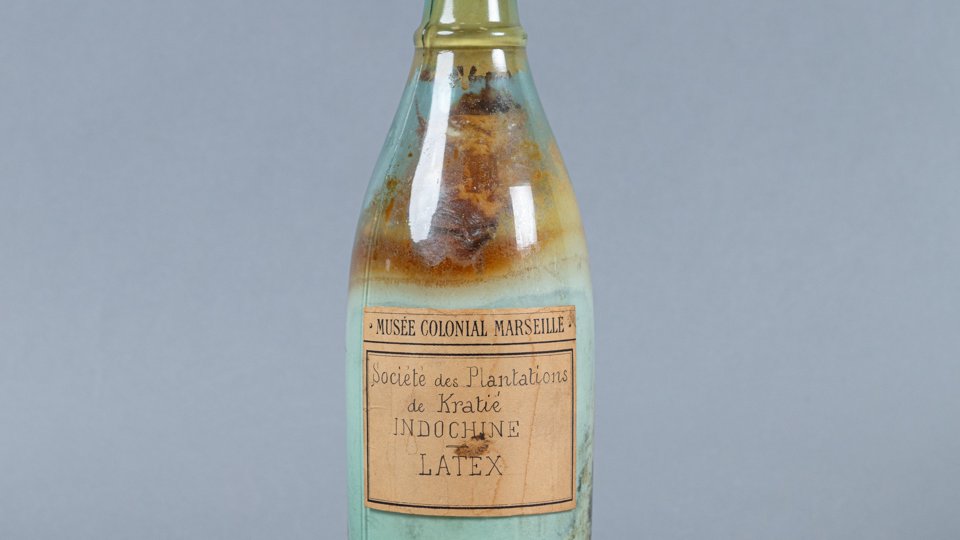 · MUSÉE COLONIAL MARSEILLE ·
Société des Plantations
de Kratié
INDOCHINE
LATEX